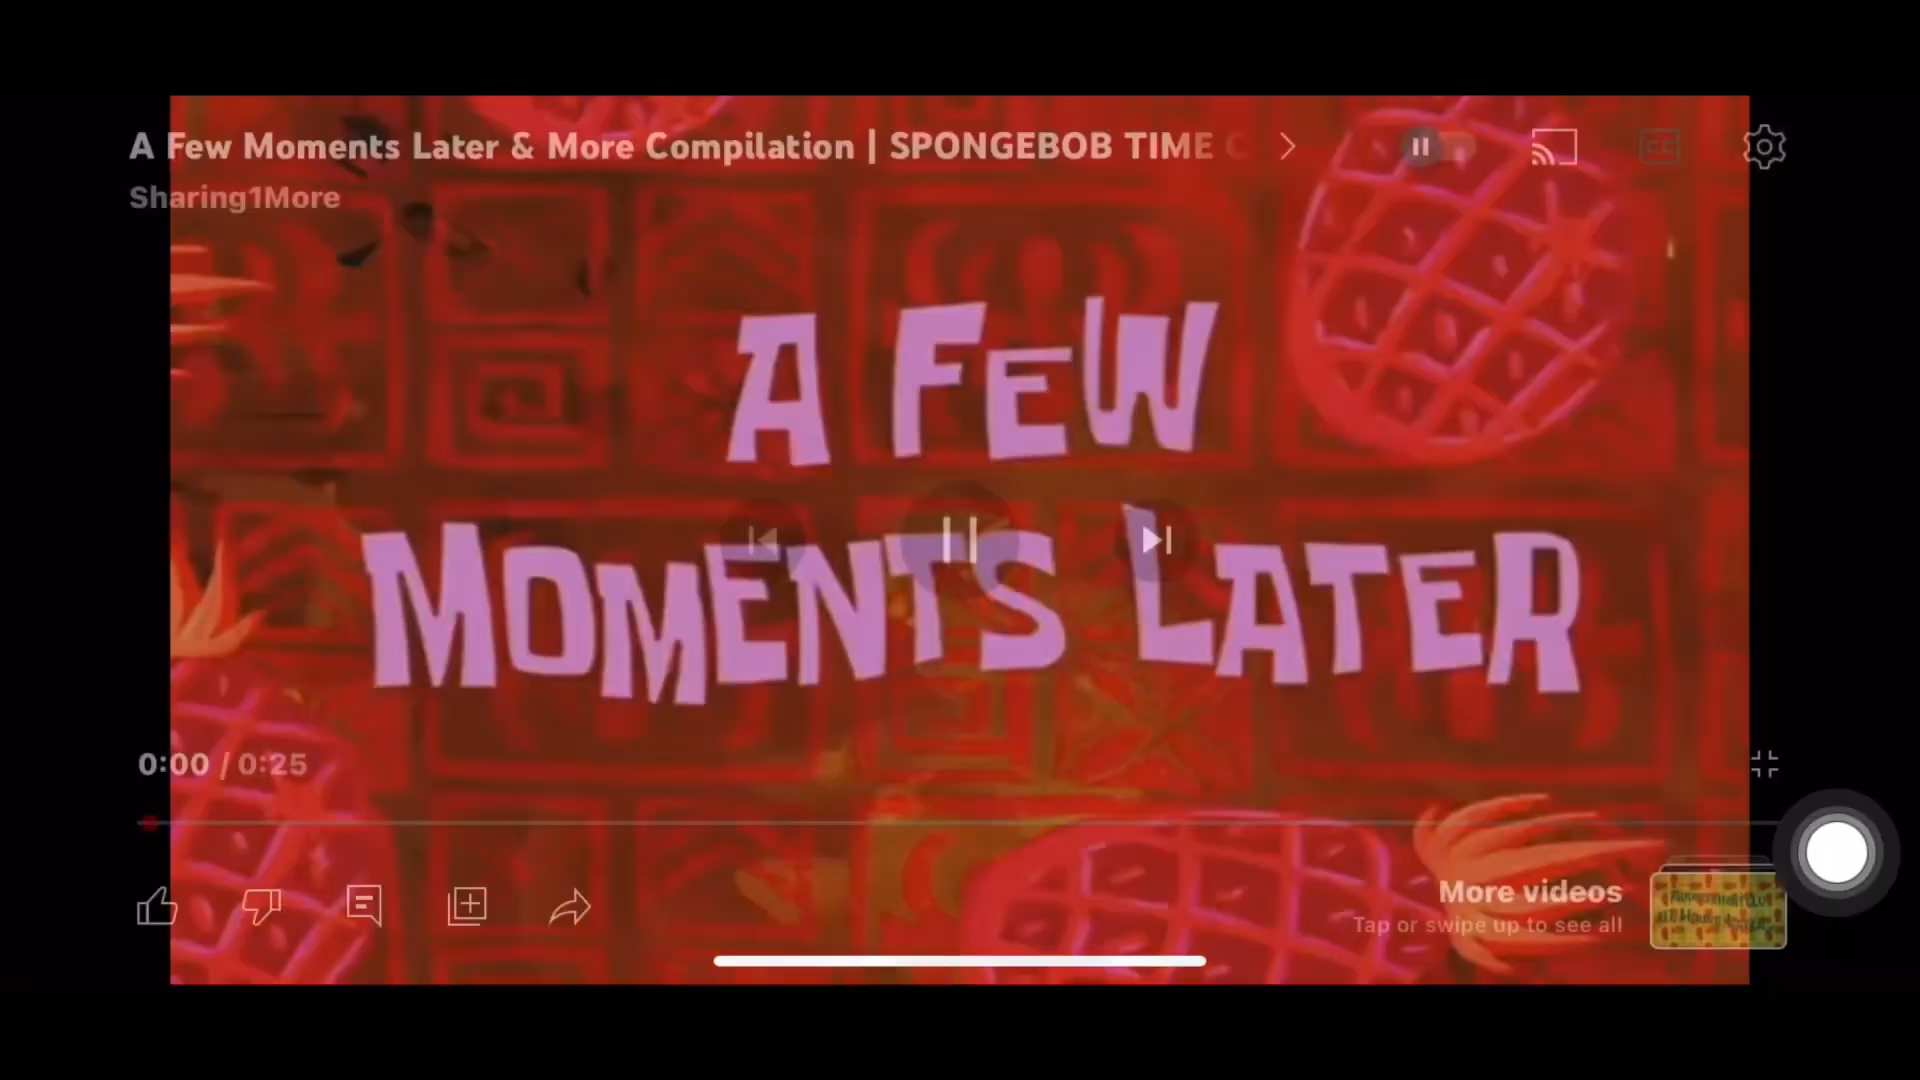 A Few Moments Later & More Compilation | SPONGEBOB TIME C
Sharing1More
A FEW
MOMENTS LATER
0:00 / 0:25
More videos
Tap or swipe up to see all